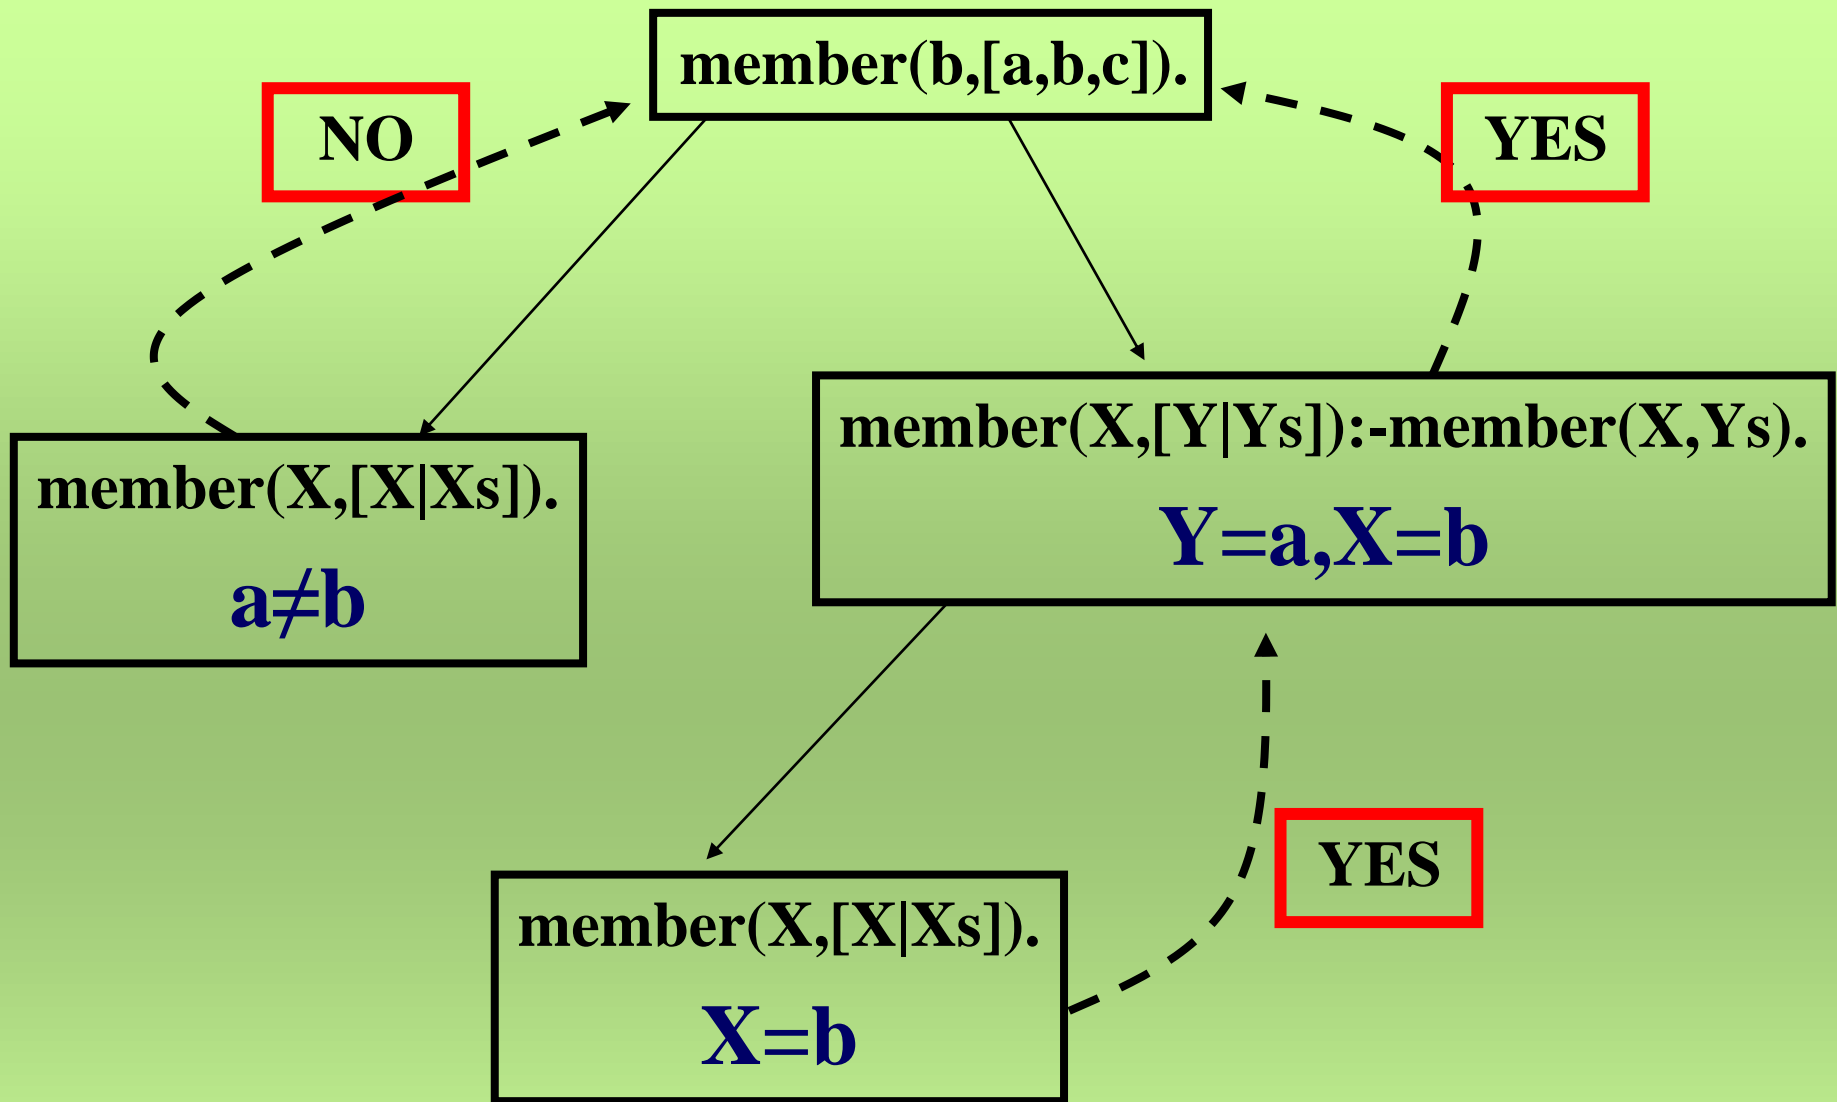 member(b,[a,b,c]).
NO
YES
member(X,[Y|Ys]):-member(X,Ys).
Y=a,X=b
member(X,[X|Xs]).
a≠b
YES
member(X,[X|Xs]).
X=b